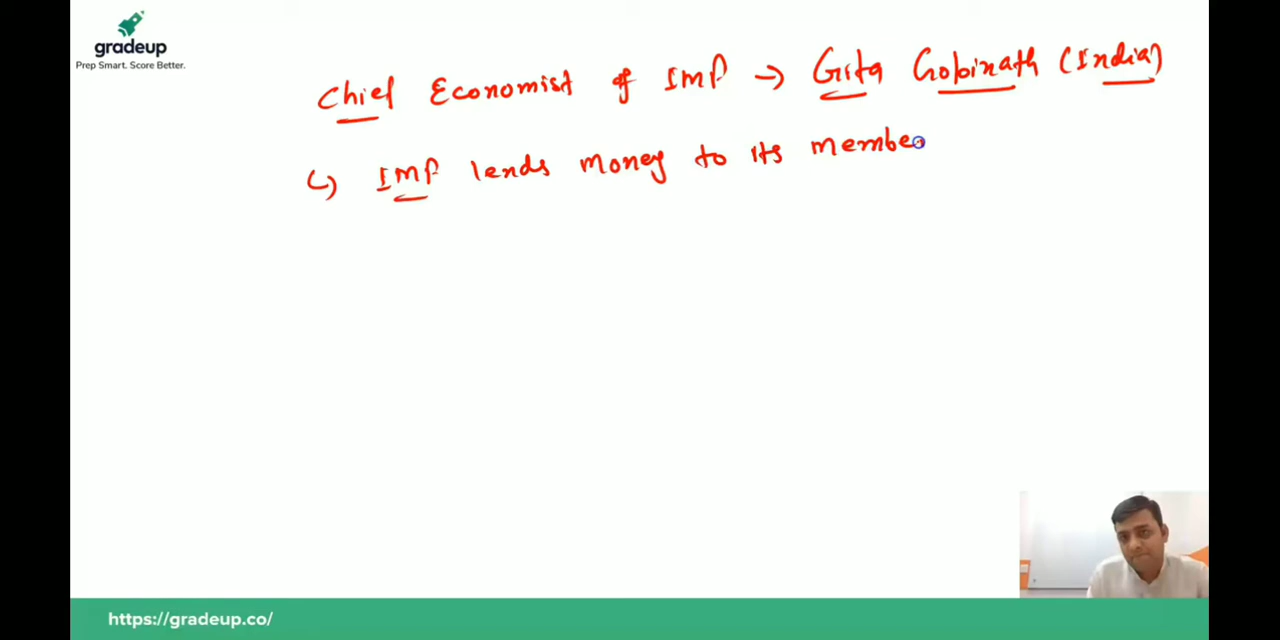 gradeup
Prep Smart. Score Better.
Chief Economist of IMF → Gita Gobinath (India)
↳ IMF lends money to its membe
https://gradeup.co/